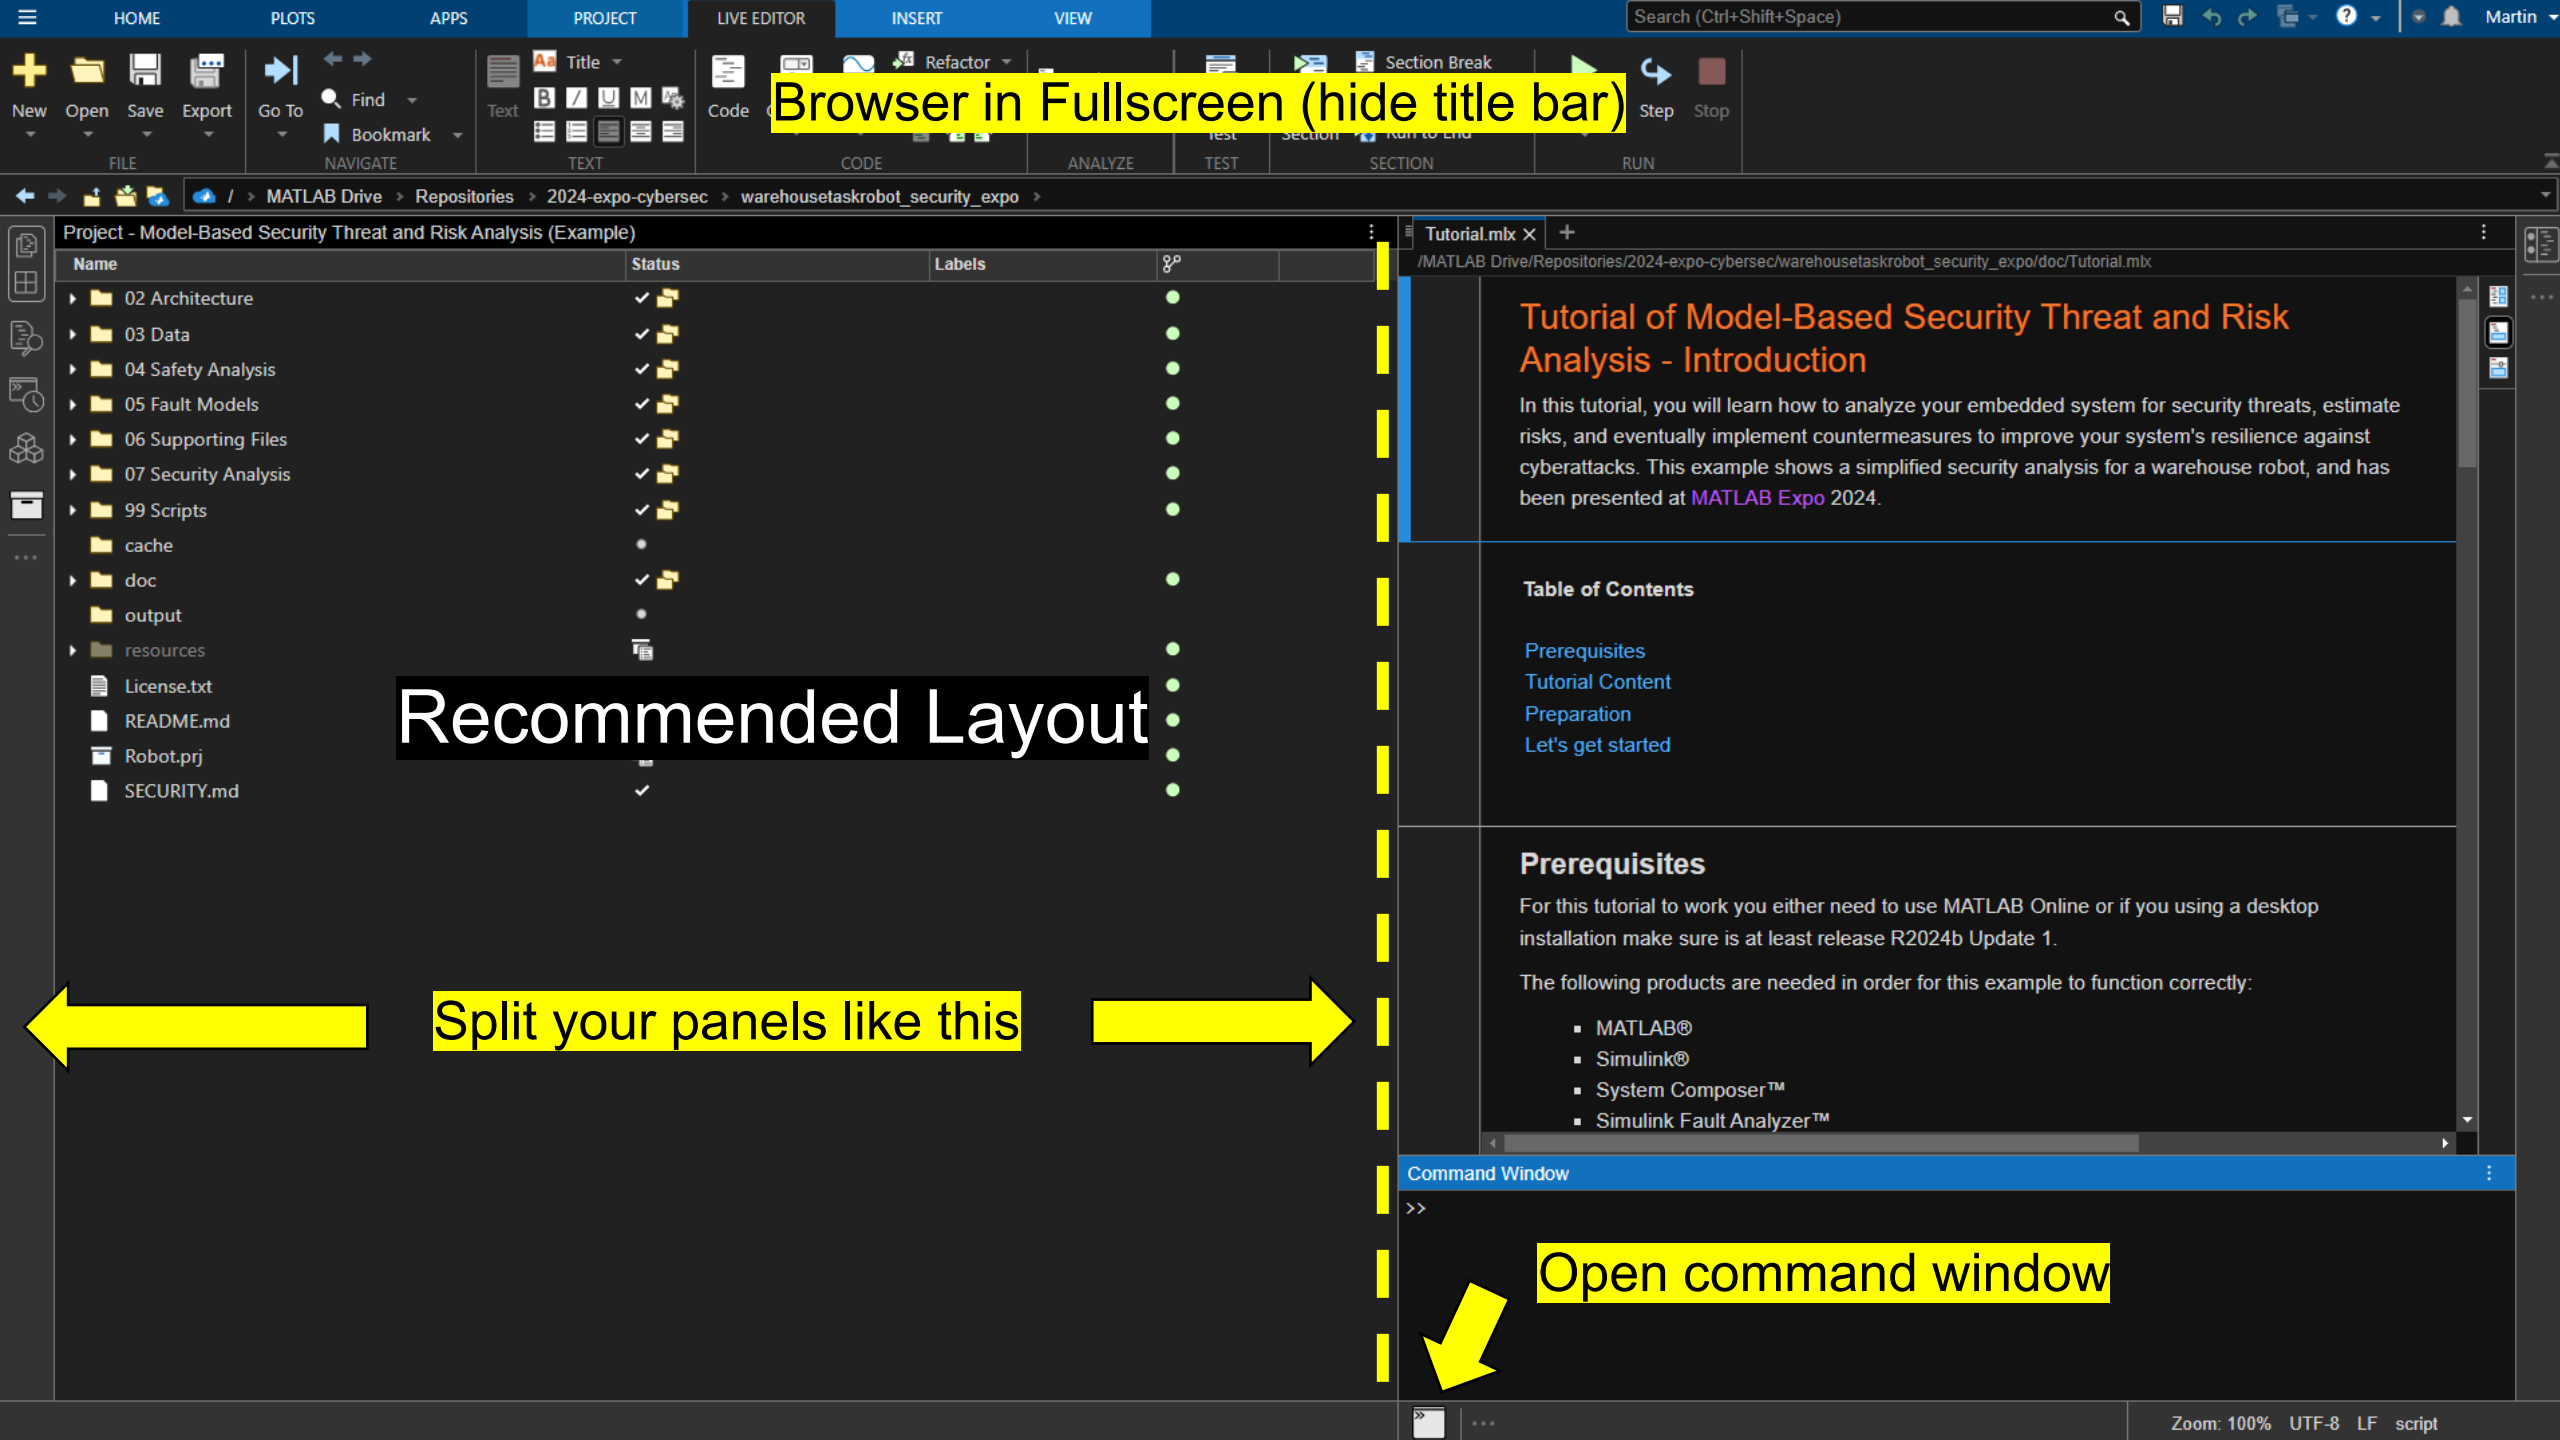 HOME PLOTS APPS PROJECT LIVE EDITOR INSERT VIEW
Search (Ctrl+Shift+Space)
Martin
New Open Save Export
FILE
Go To
Find
Bookmark
NAVIGATE
Text
Aa Title
B I U M
TEXT
Code
Refactor
CODE
ANALYZE
Test
TEST
Section Break
Section
Run to End
SECTION
Step Stop
RUN
Browser in Fullscreen (hide title bar)
/ > MATLAB Drive > Repositories > 2024-expo-cybersec > warehousetaskrobot_security_expo >
Project - Model-Based Security Threat and Risk Analysis (Example)
Name Status Labels
02 Architecture
03 Data
04 Safety Analysis
05 Fault Models
06 Supporting Files
07 Security Analysis
99 Scripts
cache
doc
output
resources
License.txt
README.md
Robot.prj
SECURITY.md
Recommended Layout
Split your panels like this
Tutorial.mlx
/MATLAB Drive/Repositories/2024-expo-cybersec/warehousetaskrobot_security_expo/doc/Tutorial.mlx
Tutorial of Model-Based Security Threat and Risk
Analysis - Introduction
In this tutorial, you will learn how to analyze your embedded system for security threats, estimate
risks, and eventually implement countermeasures to improve your system's resilience against
cyberattacks. This example shows a simplified security analysis for a warehouse robot, and has
been presented at MATLAB Expo 2024.
Table of Contents
Prerequisites
Tutorial Content
Preparation
Let's get started
Prerequisites
For this tutorial to work you either need to use MATLAB Online or if you using a desktop
installation make sure is at least release R2024b Update 1.
The following products are needed in order for this example to function correctly:
MATLAB®
Simulink®
System Composer™
Simulink Fault Analyzer™
Command Window
>>
Open command window
Zoom: 100% UTF-8 LF script